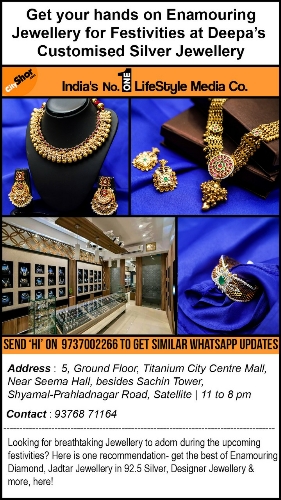 Get your hands on Enamouring
Jewellery for Festivities at Deepa's
Customised Silver Jewellery
CityShor.com
India's No. ONE 1 LifeStyle Media Co.
SEND 'HI' ON 9737002266 TO GET SIMILAR WHATSAPP UPDATES
Address : 5, Ground Floor, Titanium City Centre Mall,
Near Seema Hall, besides Sachin Tower,
Shyamal-Prahladnagar Road, Satellite | 11 to 8 pm
Contact : 93768 71164
Looking for breathtaking Jewellery to adorn during the upcoming
festivities? Here is one recommendation- get the best of Enamouring
Diamond, Jadtar Jewellery in 92.5 Silver, Designer Jewellery &
more, here!